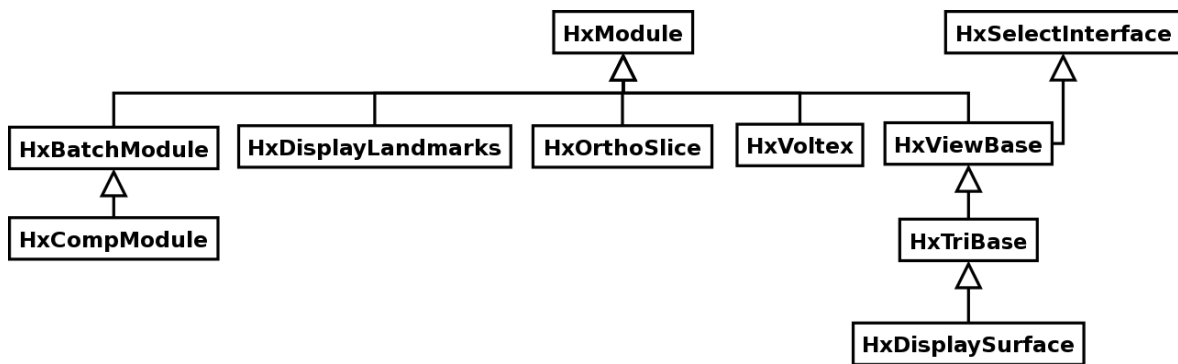 HxModule
HxSelectInterface
HxBatchModule
HxDisplayLandmarks
HxOrthoSlice
HxVoltex
HxViewBase
HxCompModule
HxTriBase
HxDisplaySurface